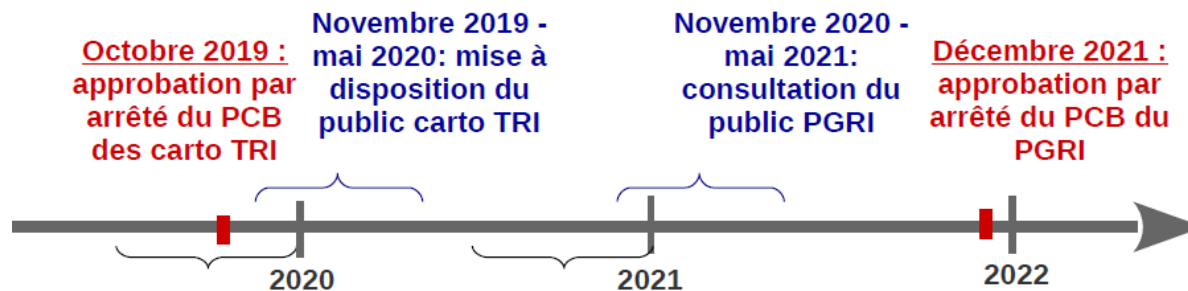 Octobre 2019 :
approbation par
arrêté du PCB
des carto TRI
Novembre 2019 -
mai 2020: mise à
disposition du
public carto TRI
Novembre 2020 -
mai 2021:
consultation du
public PGRI
Décembre 2021 :
approbation par
arrêté du PCB du
PGRI
2020
2021
2022